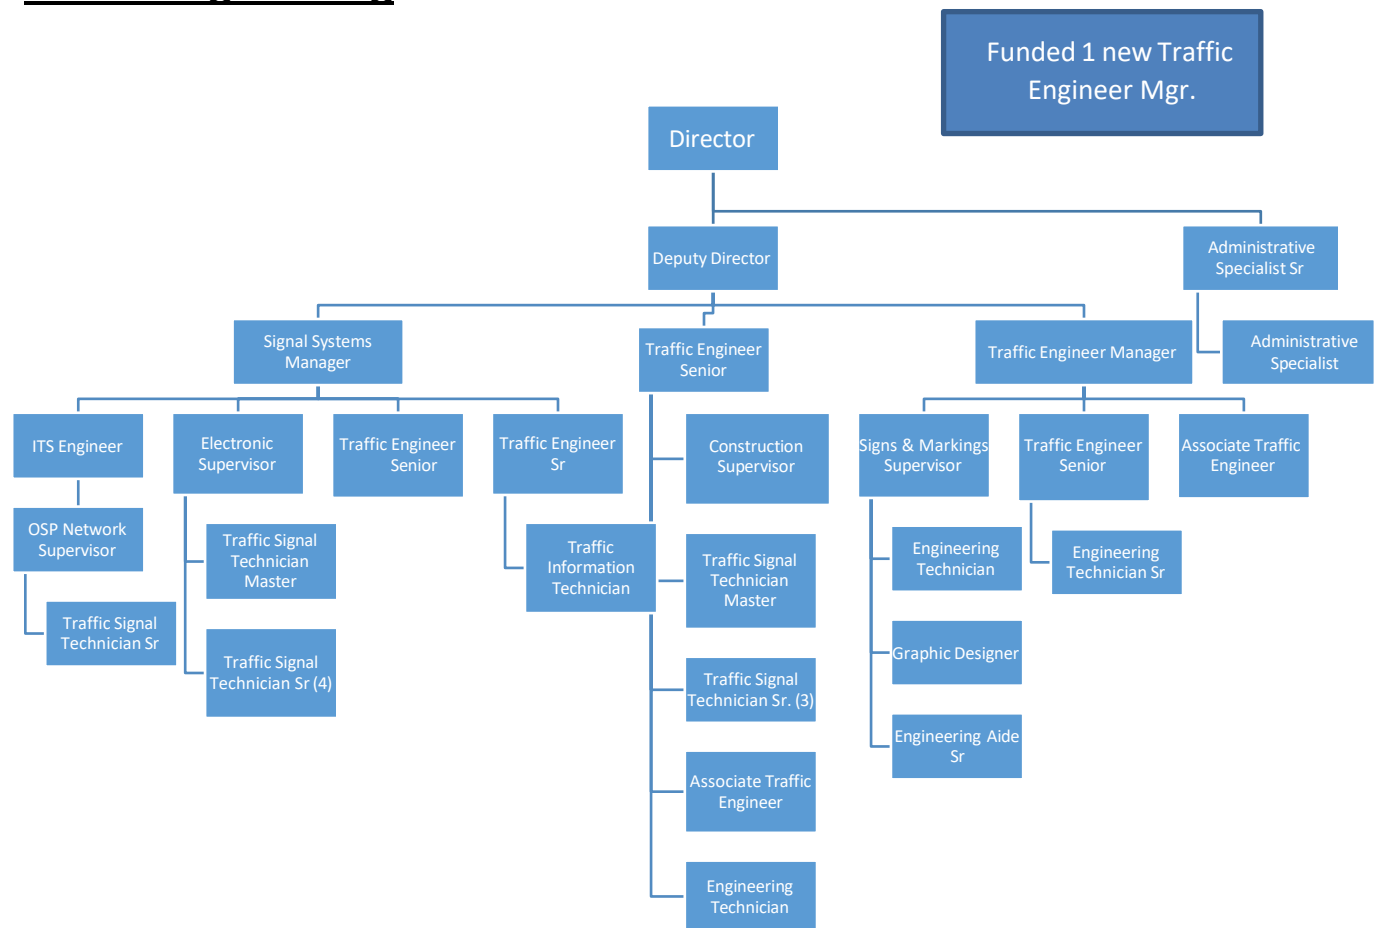 Funded 1 new Traffic
Engineer Mgr.
Director
Deputy Director
Administrative
Specialist Sr
Signal Systems
Manager
Traffic Engineer
Senior
Traffic Engineer Manager
Administrative
Specialist
ITS Engineer
Electronic
Supervisor
Traffic Engineer
Senior
Traffic Engineer
Sr
Construction
Supervisor
Signs & Markings
Supervisor
Traffic Engineer
Senior
Associate Traffic
Engineer
OSP Network
Supervisor
Traffic Signal
Technician
Master
Traffic
Information
Technician
Traffic Signal
Technician
Master
Engineering
Technician
Engineering
Technician Sr
Traffic Signal
Technician Sr
Traffic Signal
Technician Sr (4)
Traffic Signal
Technician Sr. (3)
Graphic Designer
Engineering Aide
Sr
Associate Traffic
Engineer
Engineering
Technician